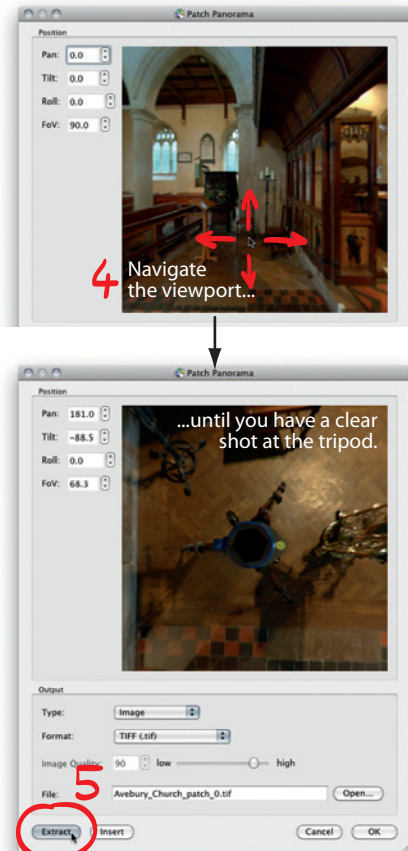 Patch Panorama
Position
Pan: 0.0
Tilt: 0.0
Roll: 0.0
FoV: 90.0
4 Navigate
the viewport...
Patch Panorama
Position
Pan: 181.0
Tilt: -88.5
Roll: 0.0
FoV: 68.3
...until you have a clear
shot at the tripod.
Output
Type: Image
Format: TIFF (.tif)
Image Quality: 90 low high
5
File: Avebury_Church_patch_0.tif Open...
Extract Insert Cancel OK